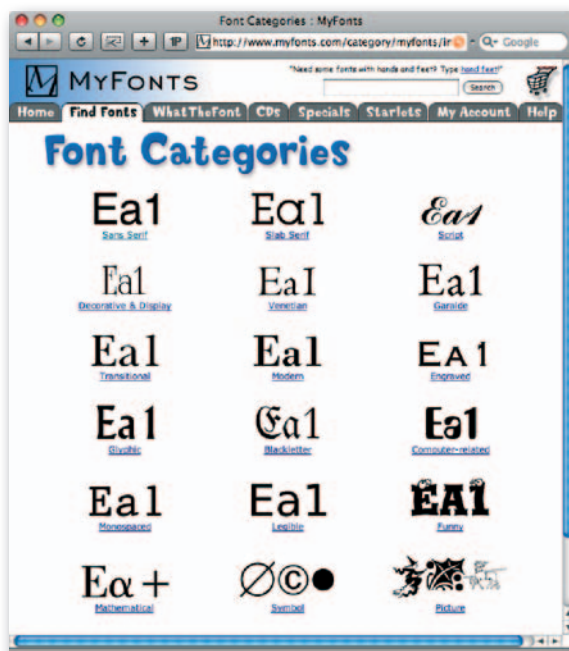 Font Categories : MyFonts
1P http://www.myfonts.com/category/myfonts/ir Q- Google
MYFONTS
"Need some fonts with hands and feet? Type hand feet!"
Search
Home Find Fonts WhatTheFont CDs Specials Starlets My Account Help
Font Categories
Ea1 Ea1 Ea1
Sans Serif Slab Serif Script
Ea1 EaI Ea1
Decorative & Display Venetian Garalde
Ea1 Ea1 EA1
Transitional Modern Engraved
Ea1 Ea1 Ea1
Glyphic Blackletter Computer-related
Ea1 Ea1 EA1
Monospaced Legible Funny
Eα+ ∅©●
Mathematical Symbol Picture